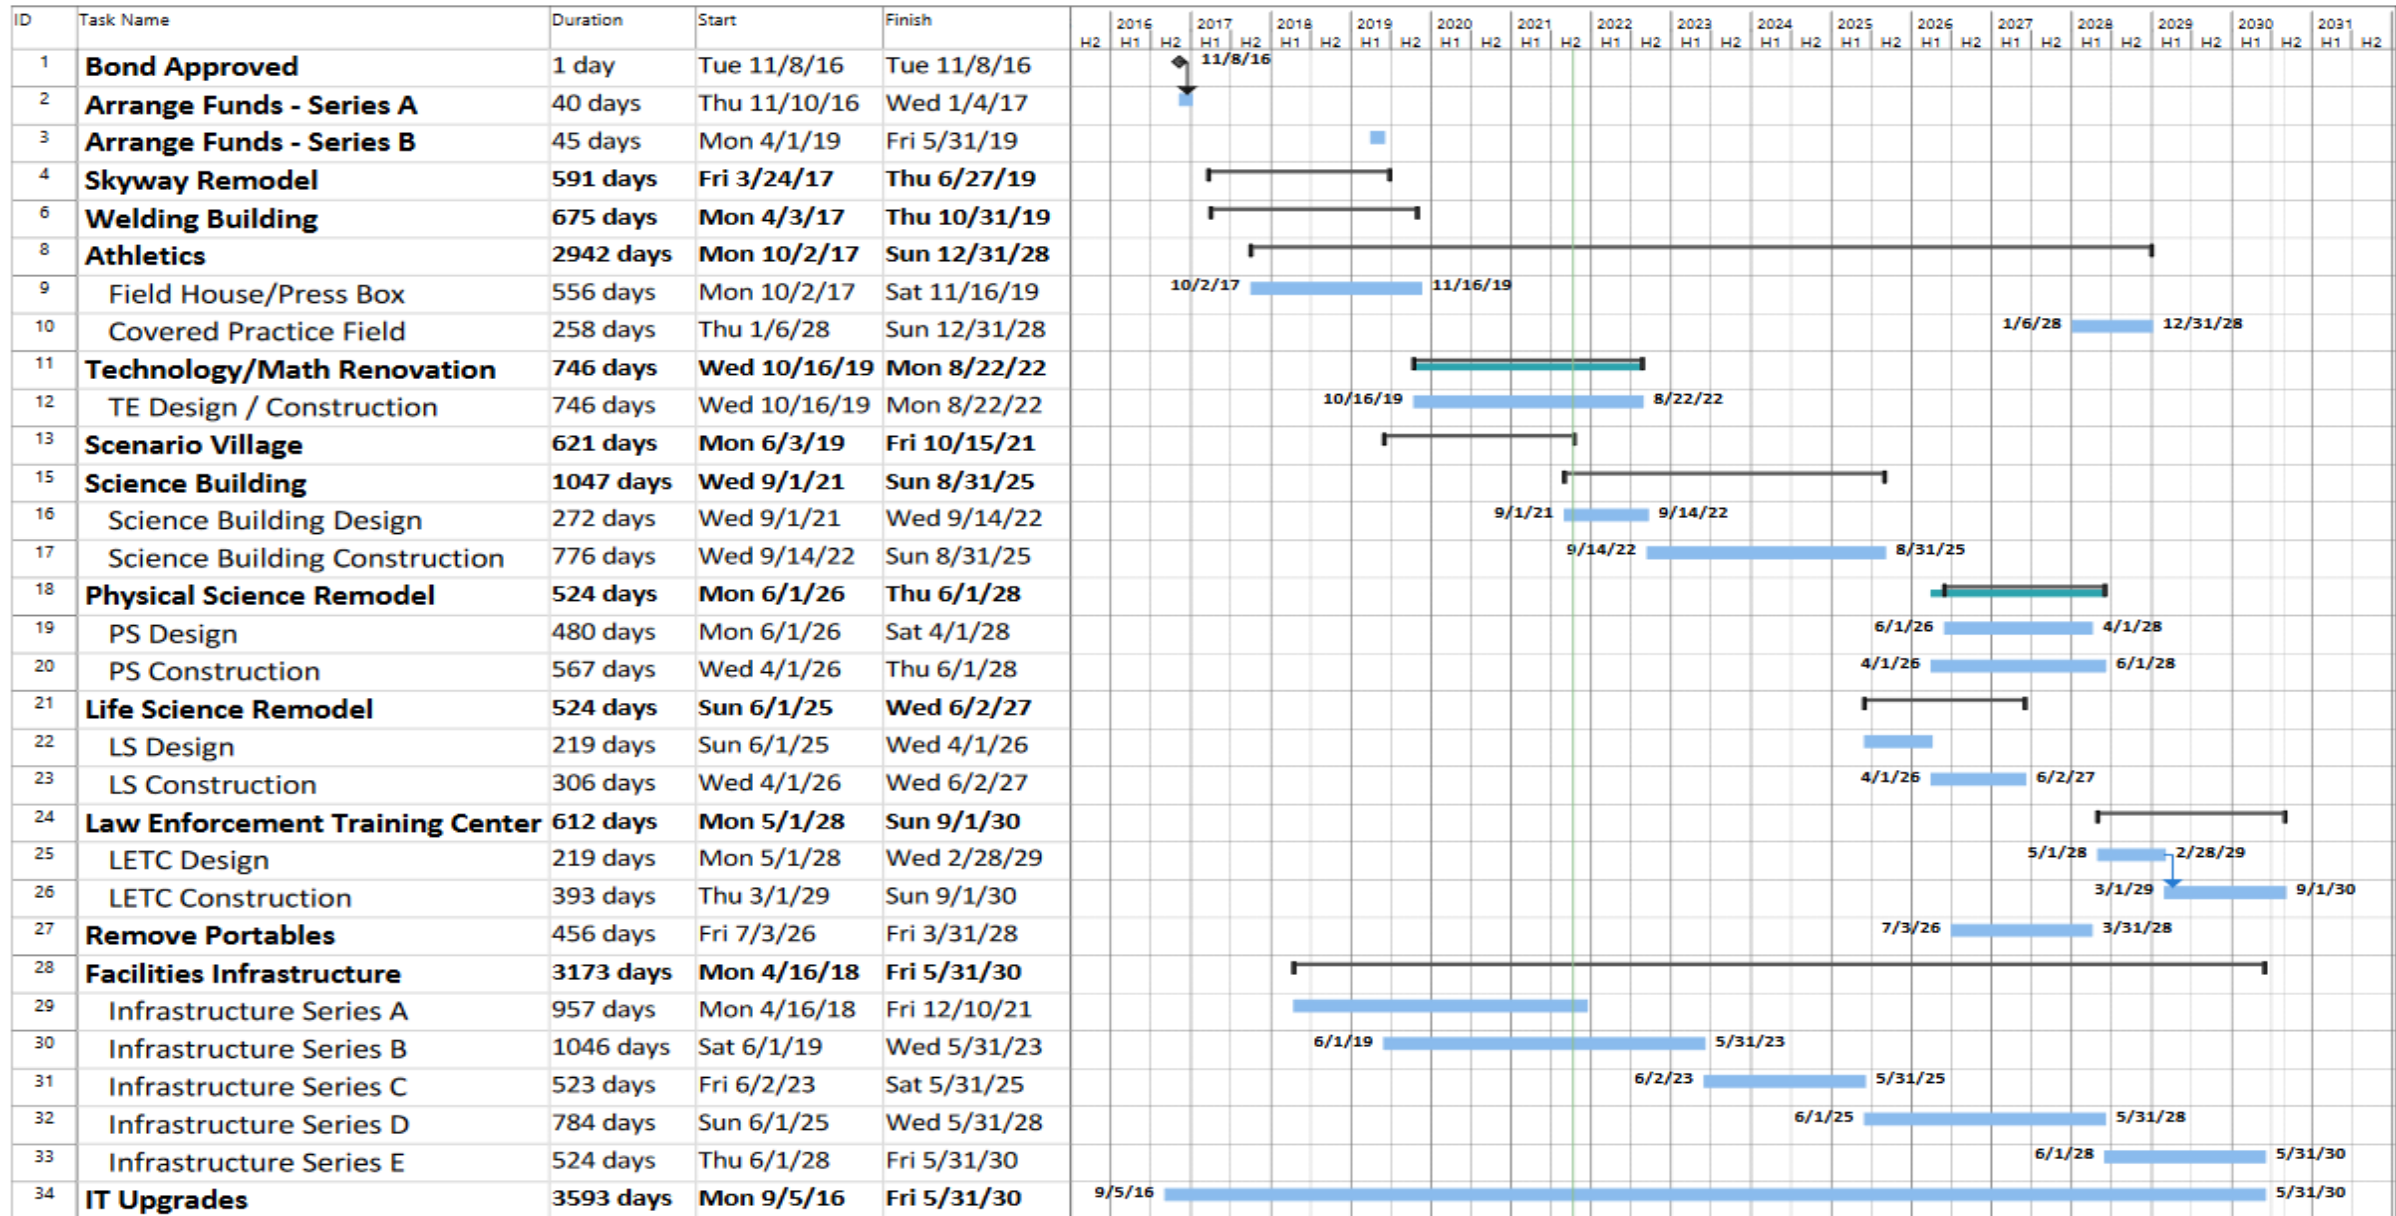 ID Task Name Duration Start Finish 2016 2017 2018 2019 2020 2021 2022 2023 2024 2025 2026 2027 2028 2029 2030 2031
H2 H1 H2 H1 H2 H1 H2 H1 H2 H1 H2 H1 H2 H1 H2 H1 H2 H1 H2 H1 H2 H1 H2 H1 H2 H1 H2 H1 H2 H1 H2 H1 H2
1 Bond Approved 1 day Tue 11/8/16 Tue 11/8/16 11/8/16
2 Arrange Funds - Series A 40 days Thu 11/10/16 Wed 1/4/17
3 Arrange Funds - Series B 45 days Mon 4/1/19 Fri 5/31/19
4 Skyway Remodel 591 days Fri 3/24/17 Thu 6/27/19
6 Welding Building 675 days Mon 4/3/17 Thu 10/31/19
8 Athletics 2942 days Mon 10/2/17 Sun 12/31/28
9 Field House/Press Box 556 days Mon 10/2/17 Sat 11/16/19 10/2/17 11/16/19
10 Covered Practice Field 258 days Thu 1/6/28 Sun 12/31/28 1/6/28 12/31/28
11 Technology/Math Renovation 746 days Wed 10/16/19 Mon 8/22/22
12 TE Design / Construction 746 days Wed 10/16/19 Mon 8/22/22 10/16/19 8/22/22
13 Scenario Village 621 days Mon 6/3/19 Fri 10/15/21
15 Science Building 1047 days Wed 9/1/21 Sun 8/31/25
16 Science Building Design 272 days Wed 9/1/21 Wed 9/14/22 9/1/21 9/14/22
17 Science Building Construction 776 days Wed 9/14/22 Sun 8/31/25 9/14/22 8/31/25
18 Physical Science Remodel 524 days Mon 6/1/26 Thu 6/1/28
19 PS Design 480 days Mon 6/1/26 Sat 4/1/28 6/1/26 4/1/28
20 PS Construction 567 days Wed 4/1/26 Thu 6/1/28 4/1/26 6/1/28
21 Life Science Remodel 524 days Sun 6/1/25 Wed 6/2/27
22 LS Design 219 days Sun 6/1/25 Wed 4/1/26
23 LS Construction 306 days Wed 4/1/26 Wed 6/2/27 4/1/26 6/2/27
24 Law Enforcement Training Center 612 days Mon 5/1/28 Sun 9/1/30
25 LETC Design 219 days Mon 5/1/28 Wed 2/28/29 5/1/28 2/28/29
26 LETC Construction 393 days Thu 3/1/29 Sun 9/1/30 3/1/29 9/1/30
27 Remove Portables 456 days Fri 7/3/26 Fri 3/31/28 7/3/26 3/31/28
28 Facilities Infrastructure 3173 days Mon 4/16/18 Fri 5/31/30
29 Infrastructure Series A 957 days Mon 4/16/18 Fri 12/10/21
30 Infrastructure Series B 1046 days Sat 6/1/19 Wed 5/31/23 6/1/19 5/31/23
31 Infrastructure Series C 523 days Fri 6/2/23 Sat 5/31/25 6/2/23 5/31/25
32 Infrastructure Series D 784 days Sun 6/1/25 Wed 5/31/28 6/1/25 5/31/28
33 Infrastructure Series E 524 days Thu 6/1/28 Fri 5/31/30 6/1/28 5/31/30
34 IT Upgrades 3593 days Mon 9/5/16 Fri 5/31/30 9/5/16 5/31/30